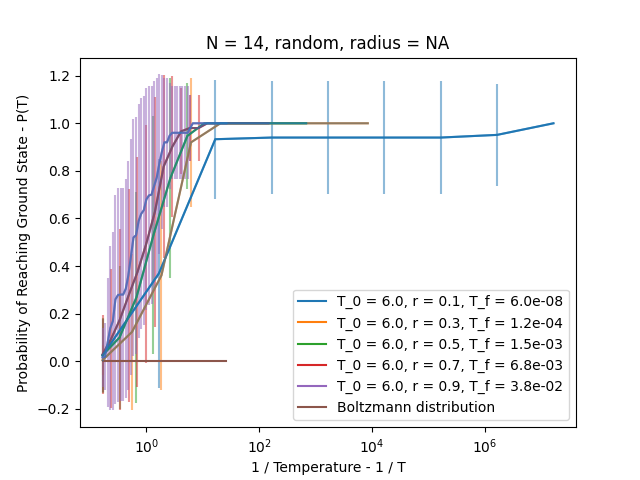 N = 14, random, radius = NA
Probability of Reaching Ground State - P(T)
1.2
1.0
0.8
0.6
0.4
0.2
0.0
−0.2
10^0
10^2
10^4
10^6
1 / Temperature - 1 / T
T_0 = 6.0, r = 0.1, T_f = 6.0e-08
T_0 = 6.0, r = 0.3, T_f = 1.2e-04
T_0 = 6.0, r = 0.5, T_f = 1.5e-03
T_0 = 6.0, r = 0.7, T_f = 6.8e-03
T_0 = 6.0, r = 0.9, T_f = 3.8e-02
Boltzmann distribution